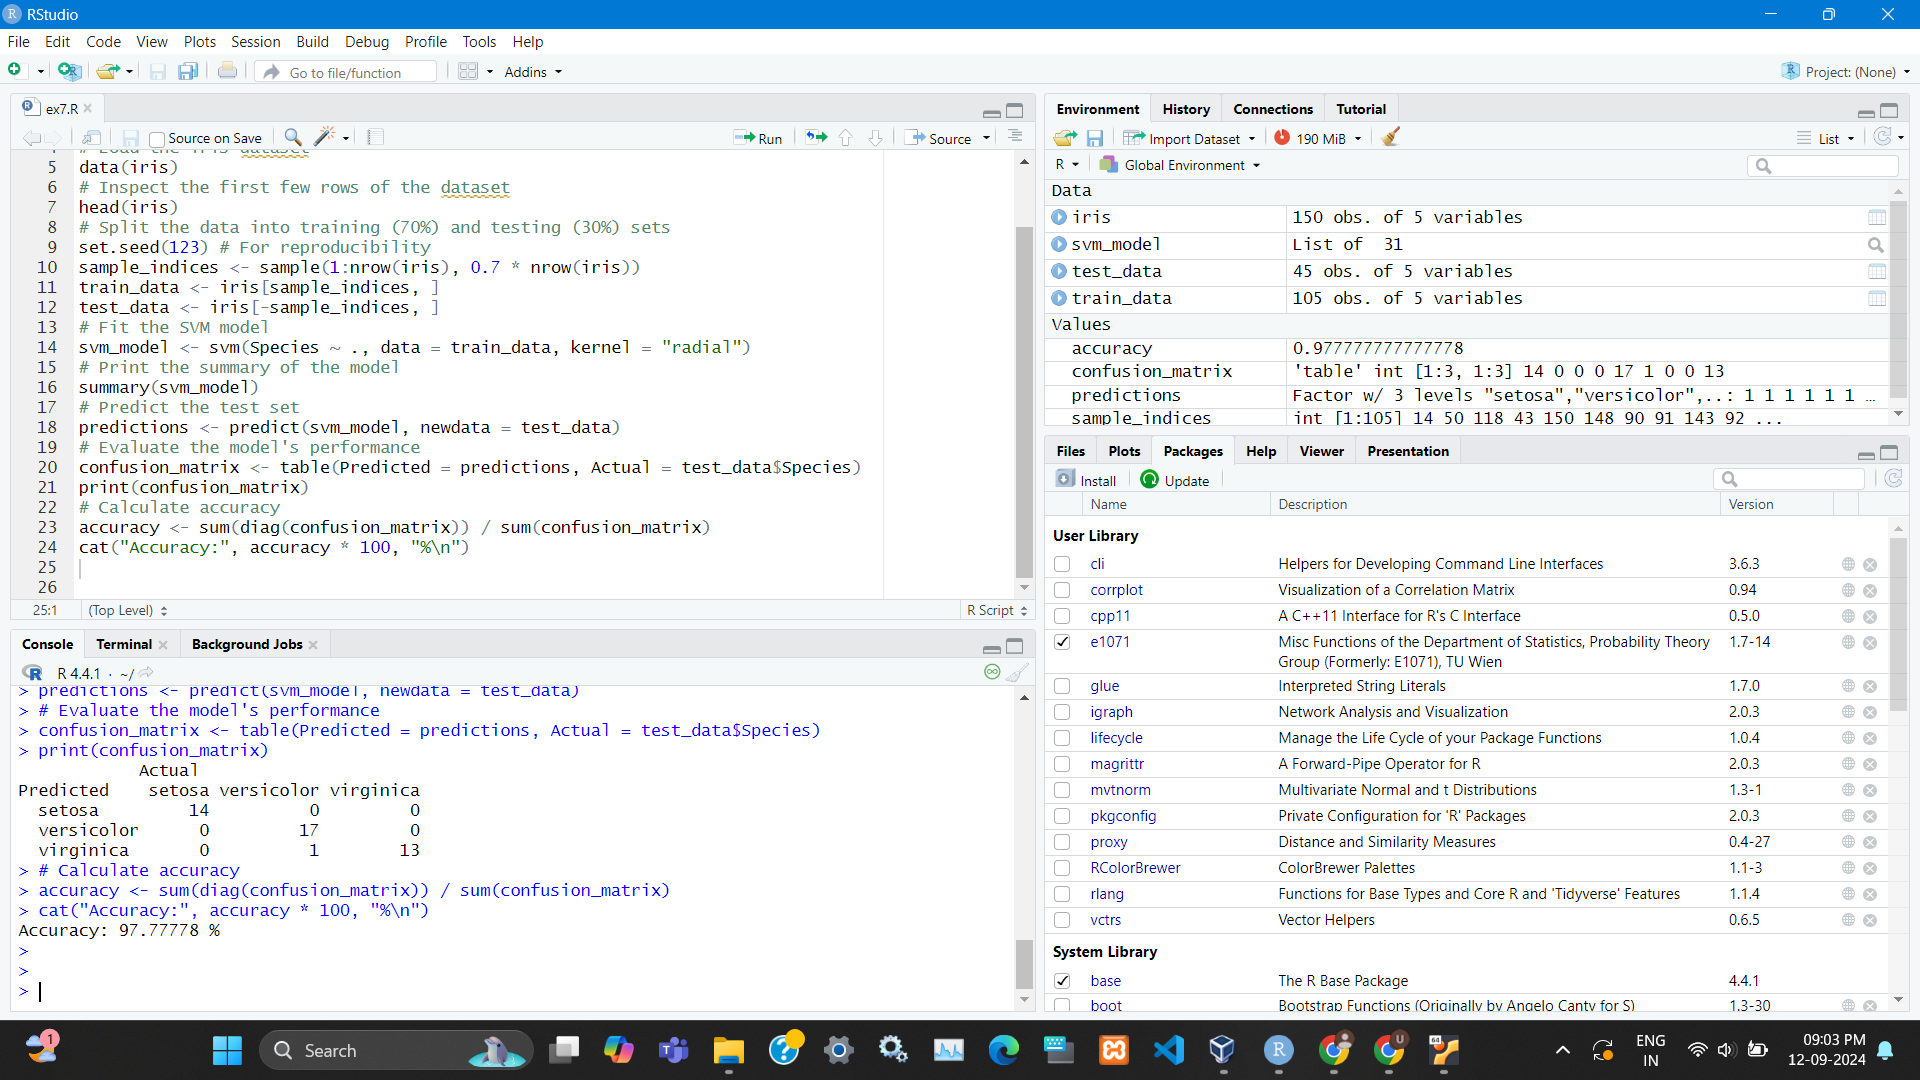 RStudio
File Edit Code View Plots Session Build Debug Profile Tools Help
Go to file/function Addins Project: (None)
ex7.R
Source on Save Run Source
4 # Load the iris dataset
5 data(iris)
6 # Inspect the first few rows of the dataset
7 head(iris)
8 # Split the data into training (70%) and testing (30%) sets
9 set.seed(123) # For reproducibility
10 sample_indices <- sample(1:nrow(iris), 0.7 * nrow(iris))
11 train_data <- iris[sample_indices, ]
12 test_data <- iris[-sample_indices, ]
13 # Fit the SVM model
14 svm_model <- svm(Species ~ ., data = train_data, kernel = "radial")
15 # Print the summary of the model
16 summary(svm_model)
17 # Predict the test set
18 predictions <- predict(svm_model, newdata = test_data)
19 # Evaluate the model's performance
20 confusion_matrix <- table(Predicted = predictions, Actual = test_data$Species)
21 print(confusion_matrix)
22 # Calculate accuracy
23 accuracy <- sum(diag(confusion_matrix)) / sum(confusion_matrix)
24 cat("Accuracy:", accuracy * 100, "%\n")
25
26
25:1 (Top Level) R Script
Console Terminal Background Jobs
R 4.4.1 · ~/
> predictions <- predict(svm_model, newdata = test_data)
> # Evaluate the model's performance
> confusion_matrix <- table(Predicted = predictions, Actual = test_data$Species)
> print(confusion_matrix)
Actual
Predicted setosa versicolor virginica
setosa 14 0 0
versicolor 0 17 0
virginica 0 1 13
> # Calculate accuracy
> accuracy <- sum(diag(confusion_matrix)) / sum(confusion_matrix)
> cat("Accuracy:", accuracy * 100, "%\n")
Accuracy: 97.77778 %
>
>
>
Environment History Connections Tutorial
Import Dataset 190 MiB List
R Global Environment
Data
iris 150 obs. of 5 variables
svm_model List of 31
test_data 45 obs. of 5 variables
train_data 105 obs. of 5 variables
Values
accuracy 0.977777777777778
confusion_matrix 'table' int [1:3, 1:3] 14 0 0 0 17 1 0 0 13
predictions Factor w/ 3 levels "setosa","versicolor",..: 1 1 1 1 1 1 ...
sample_indices int [1:105] 14 50 118 43 150 148 90 91 143 92 ...
Files Plots Packages Help Viewer Presentation
Install Update
Name Description Version
User Library
cli Helpers for Developing Command Line Interfaces 3.6.3
corrplot Visualization of a Correlation Matrix 0.94
cpp11 A C++11 Interface for R's C Interface 0.5.0
e1071 Misc Functions of the Department of Statistics, Probability Theory 1.7-14
Group (Formerly: E1071), TU Wien
glue Interpreted String Literals 1.7.0
igraph Network Analysis and Visualization 2.0.3
lifecycle Manage the Life Cycle of your Package Functions 1.0.4
magrittr A Forward-Pipe Operator for R 2.0.3
mvtnorm Multivariate Normal and t Distributions 1.3-1
pkgconfig Private Configuration for 'R' Packages 2.0.3
proxy Distance and Similarity Measures 0.4-27
RColorBrewer ColorBrewer Palettes 1.1-3
rlang Functions for Base Types and Core R and 'Tidyverse' Features 1.1.4
vctrs Vector Helpers 0.6.5
System Library
base The R Base Package 4.4.1
boot Bootstrap Functions (Originally by Angelo Canty for S) 1.3-30
1
Search
ENG
IN
09:03 PM
12-09-2024